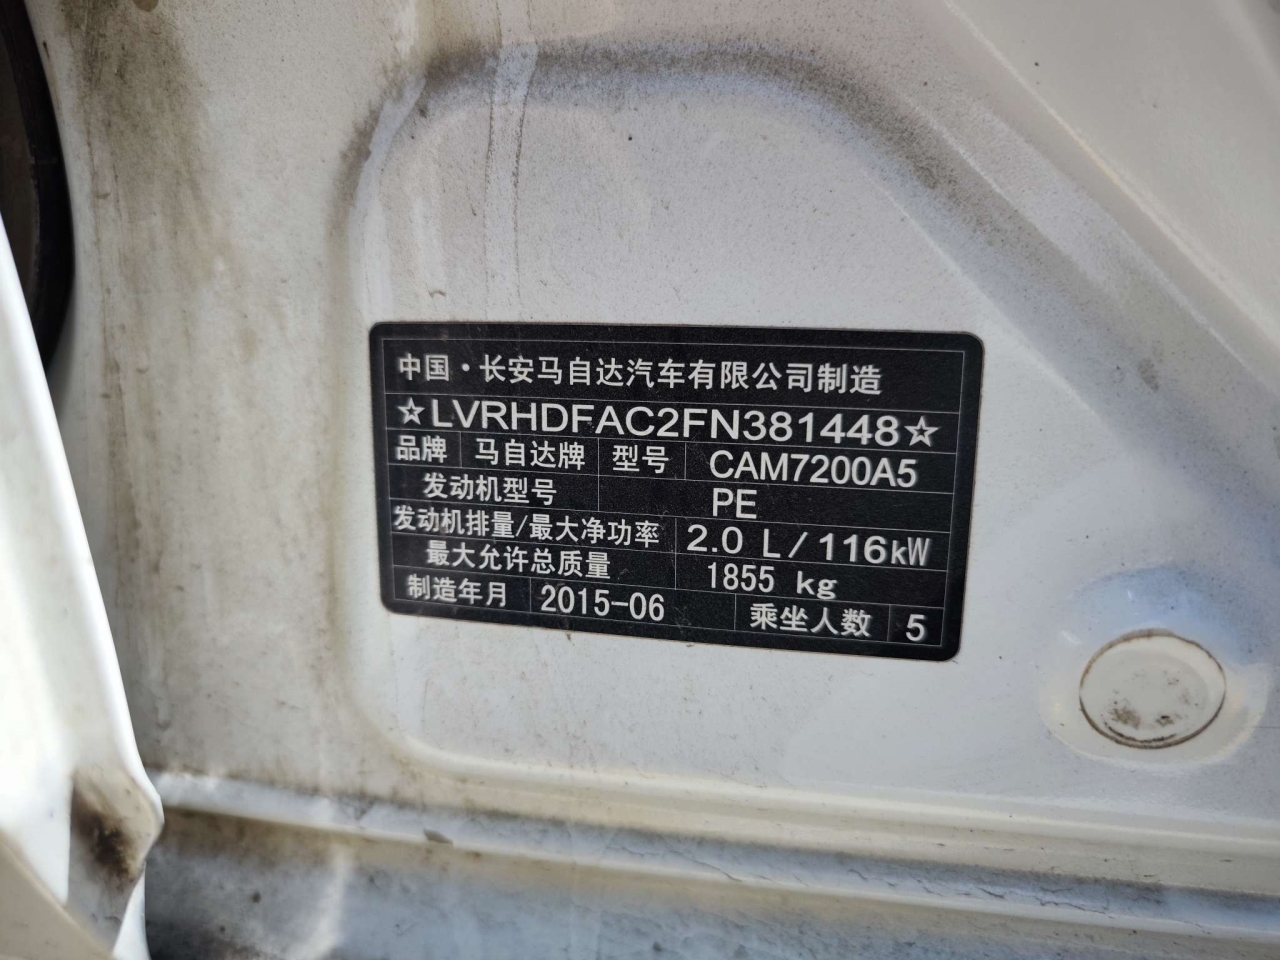 中国·长安马自达汽车有限公司制造
☆LVRHDFAC2FN381448☆
品牌 马自达牌 型号 CAM7200A5
发动机型号 PE
发动机排量/最大净功率 2.0 L/116kW
最大允许总质量 1855 kg
制造年月 2015-06 乘坐人数 5